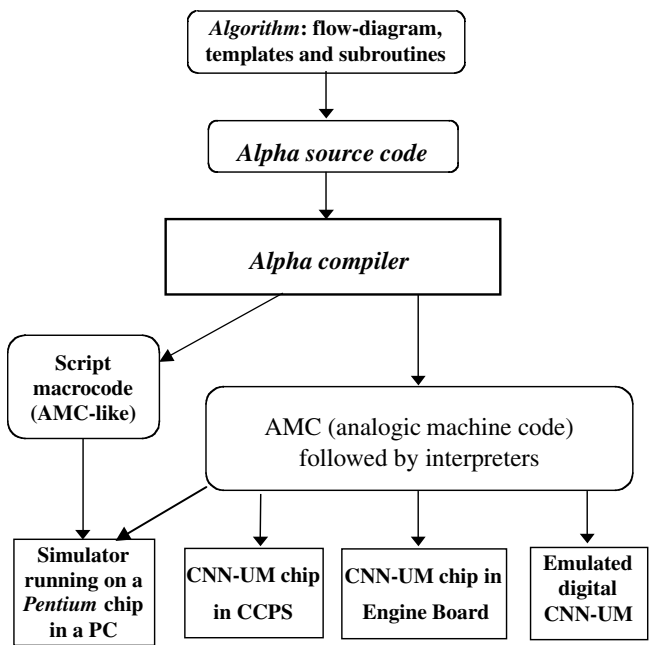 Algorithm: flow-diagram,
templates and subroutines
Alpha source code
Alpha compiler
Script
macrocode
(AMC-like)
AMC (analogic machine code)
followed by interpreters
Simulator
running on a
Pentium chip
in a PC
CNN-UM chip
in CCPS
CNN-UM chip in
Engine Board
Emulated
digital
CNN-UM